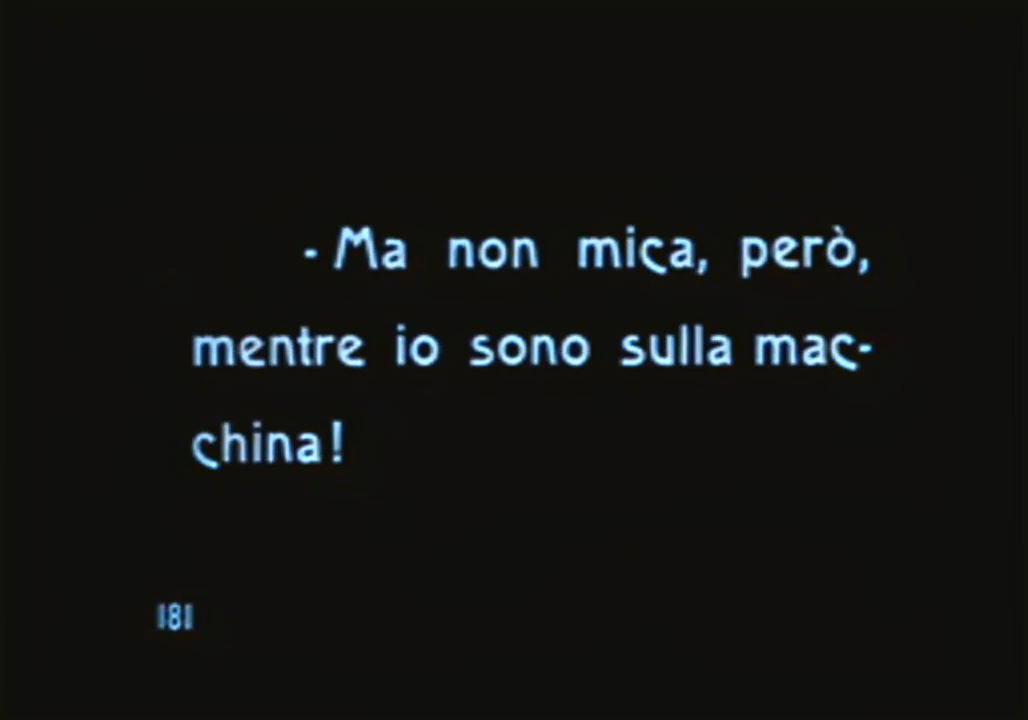 - Ma non mica, però,
mentre io sono sulla mac-
china!
181